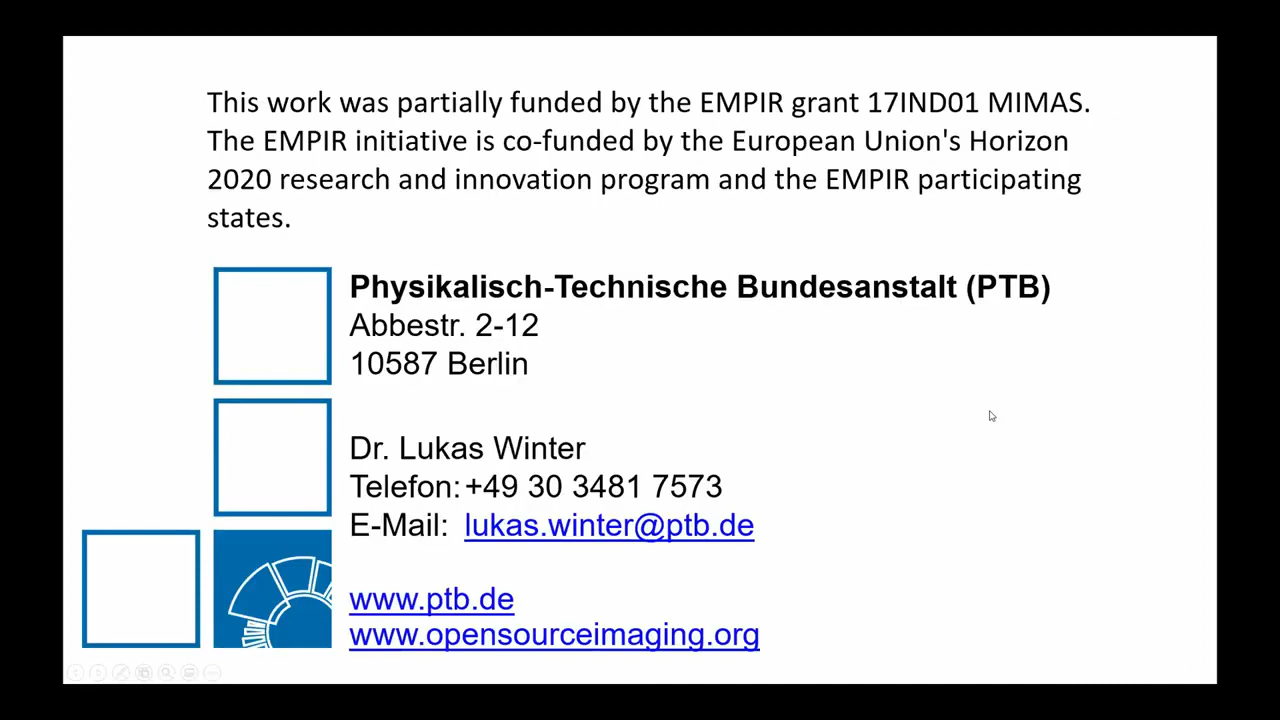 This work was partially funded by the EMPIR grant 17IND01 MIMAS.
The EMPIR initiative is co-funded by the European Union's Horizon
2020 research and innovation program and the EMPIR participating
states.
Physikalisch-Technische Bundesanstalt (PTB)
Abbestr. 2-12
10587 Berlin
Dr. Lukas Winter
Telefon: +49 30 3481 7573
E-Mail: lukas.winter@ptb.de
www.ptb.de
www.opensourceimaging.org